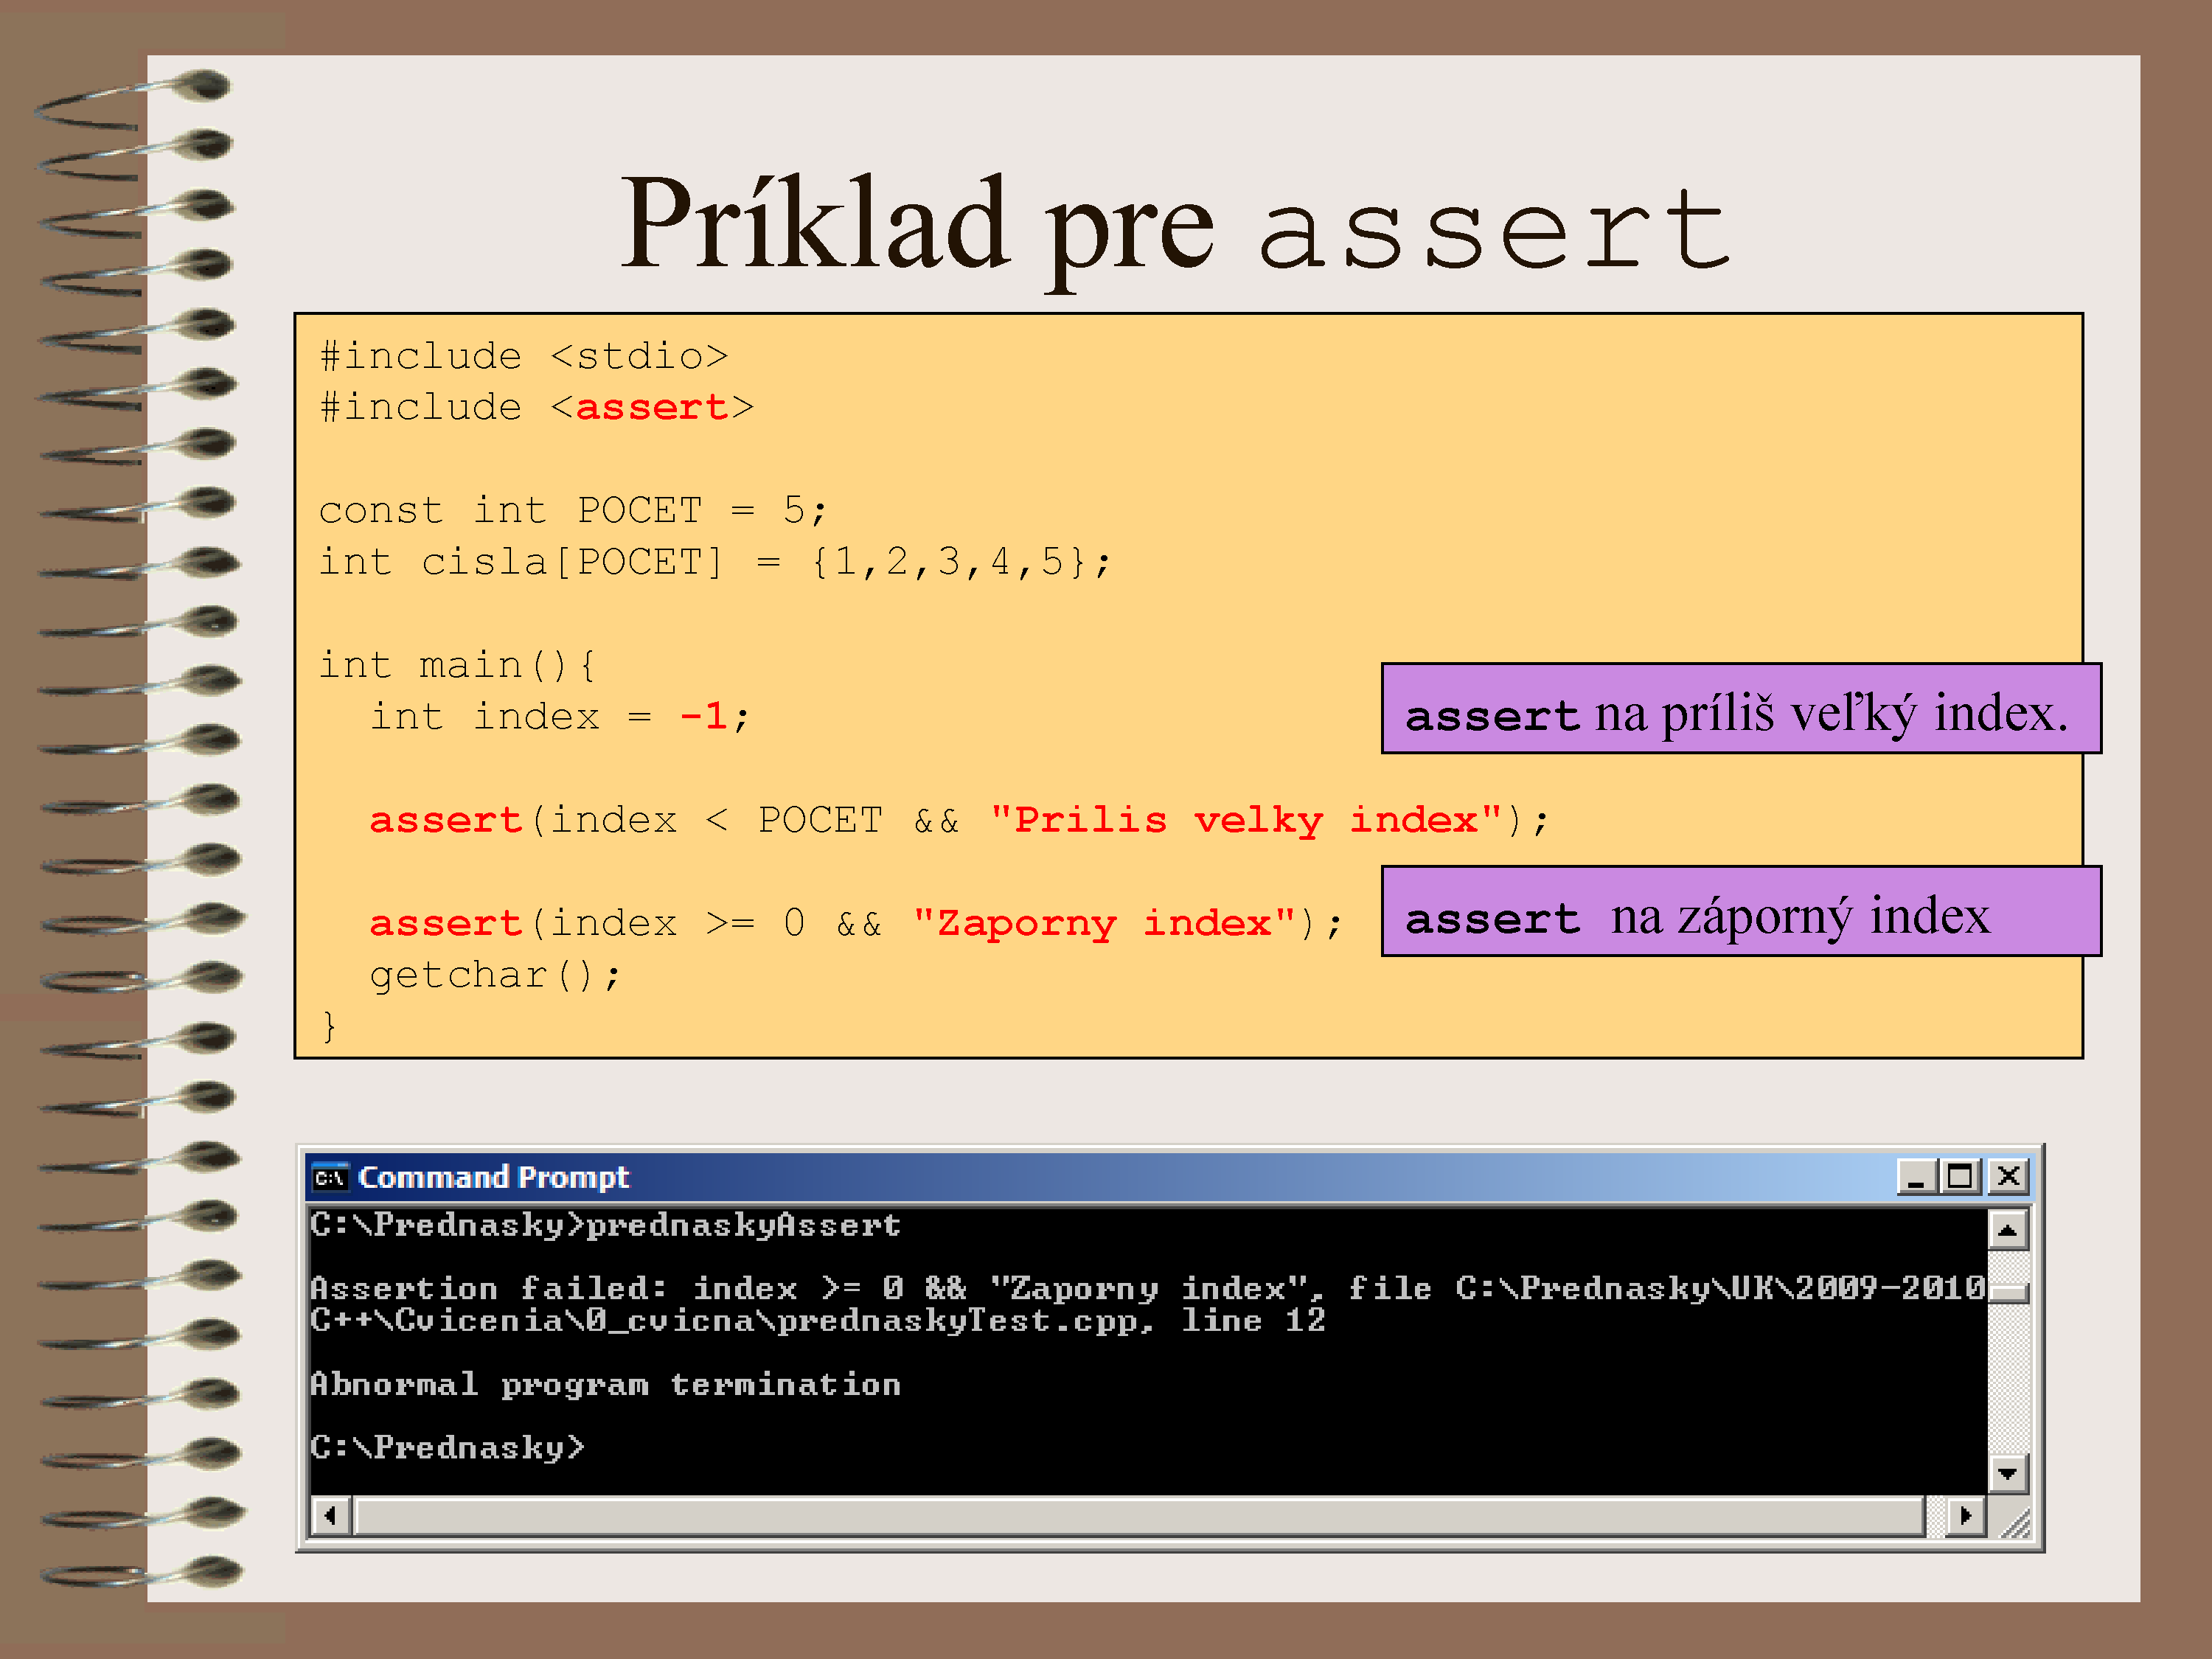 Príklad pre assert
#include <stdio>
#include <assert>
const int POCET = 5;
int cisla[POCET] = {1,2,3,4,5};
int main(){
int index = -1;
assert na príliš veľký index.
assert(index < POCET && "Prilis velky index");
assert(index >= 0 && "Zaporny index");
assert na záporný index
getchar();
}
C:\ Command Prompt
C:\Prednasky>prednaskyAssert
Assertion failed: index >= 0 && "Zaporny index", file C:\Prednasky\UK\2009-2010
C++\Cvicenia\0_cvicna\prednaskyTest.cpp, line 12
Abnormal program termination
C:\Prednasky>